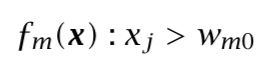 f_m(x) : x_j > w_{m0}